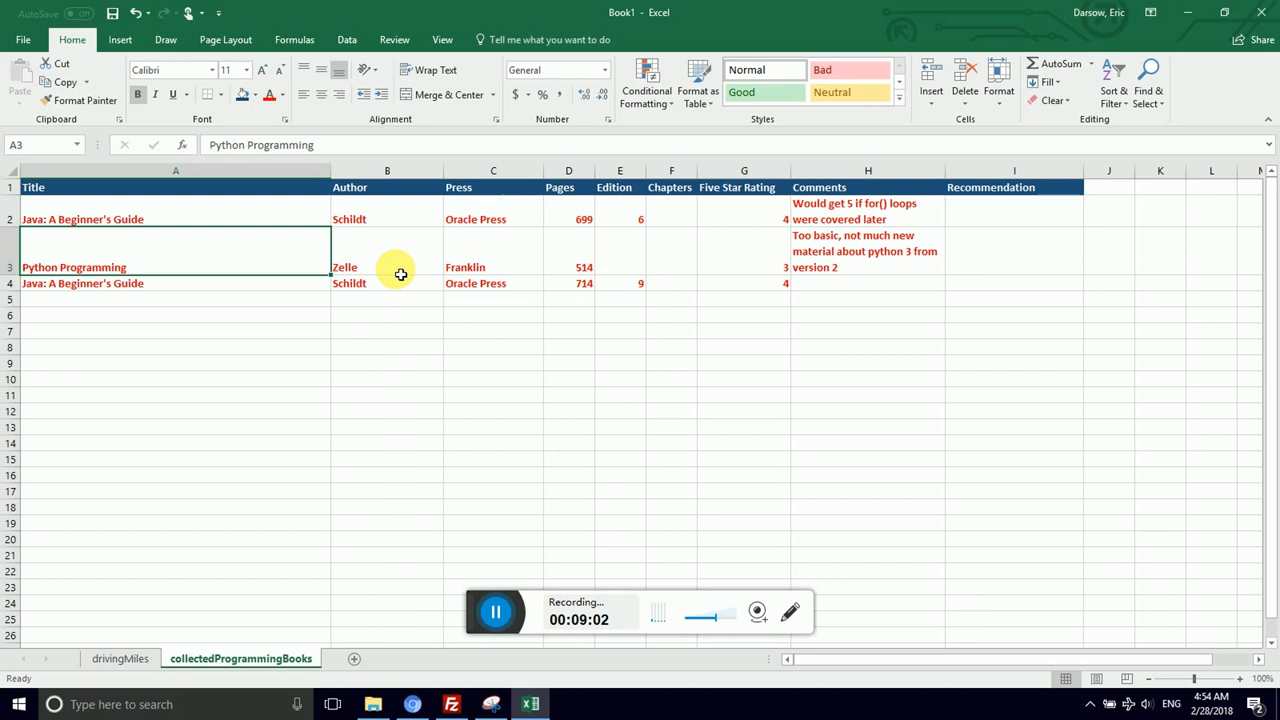 AutoSave Off
Book1 - Excel
Darsow, Eric
File Home Insert Draw Page Layout Formulas Data Review View Tell me what you want to do Share
Paste
Cut
Copy
Format Painter
Calibri 11
B I U
Wrap Text
Merge & Center
General
$ % ,
Conditional Formatting
Format as Table
Normal Bad
Good Neutral
Insert Delete Format
AutoSum
Fill
Clear
Sort & Filter
Find & Select
Clipboard Font Alignment Number Styles Cells Editing
A3 fx Python Programming
A B C D E F G H I J K L M
1 Title Author Press Pages Edition Chapters Five Star Rating Comments Recommendation
Would get 5 if for() loops
2 Java: A Beginner's Guide Schildt Oracle Press 699 6 4 were covered later
Too basic, not much new
material about python 3 from
3 Python Programming Zelle Franklin 514 3 version 2
4 Java: A Beginner's Guide Schildt Oracle Press 714 9 4
5
6
7
8
9
10
11
12
13
14
15
16
17
18
19
20
21
22
23
24
25
26
Recording...
00:09:02
drivingMiles collectedProgrammingBooks
Ready
100%
Type here to search
ENG
4:54 AM
2/28/2018
2